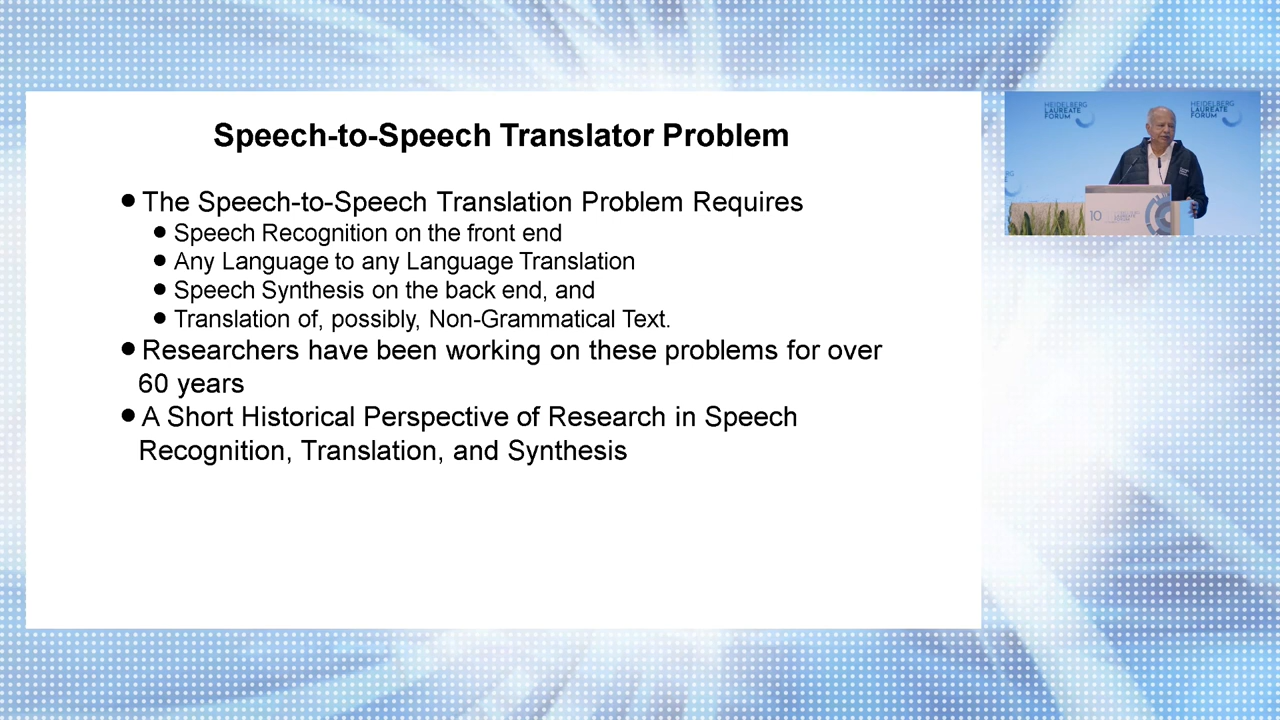 Speech-to-Speech Translator Problem
● The Speech-to-Speech Translation Problem Requires
● Speech Recognition on the front end
● Any Language to any Language Translation
● Speech Synthesis on the back end, and
● Translation of, possibly, Non-Grammatical Text.
● Researchers have been working on these problems for over
60 years
● A Short Historical Perspective of Research in Speech
Recognition, Translation, and Synthesis
HEIDELBERG
LAUREATE
FORUM
HEIDELBERG
LAUREATE
FORUM
10